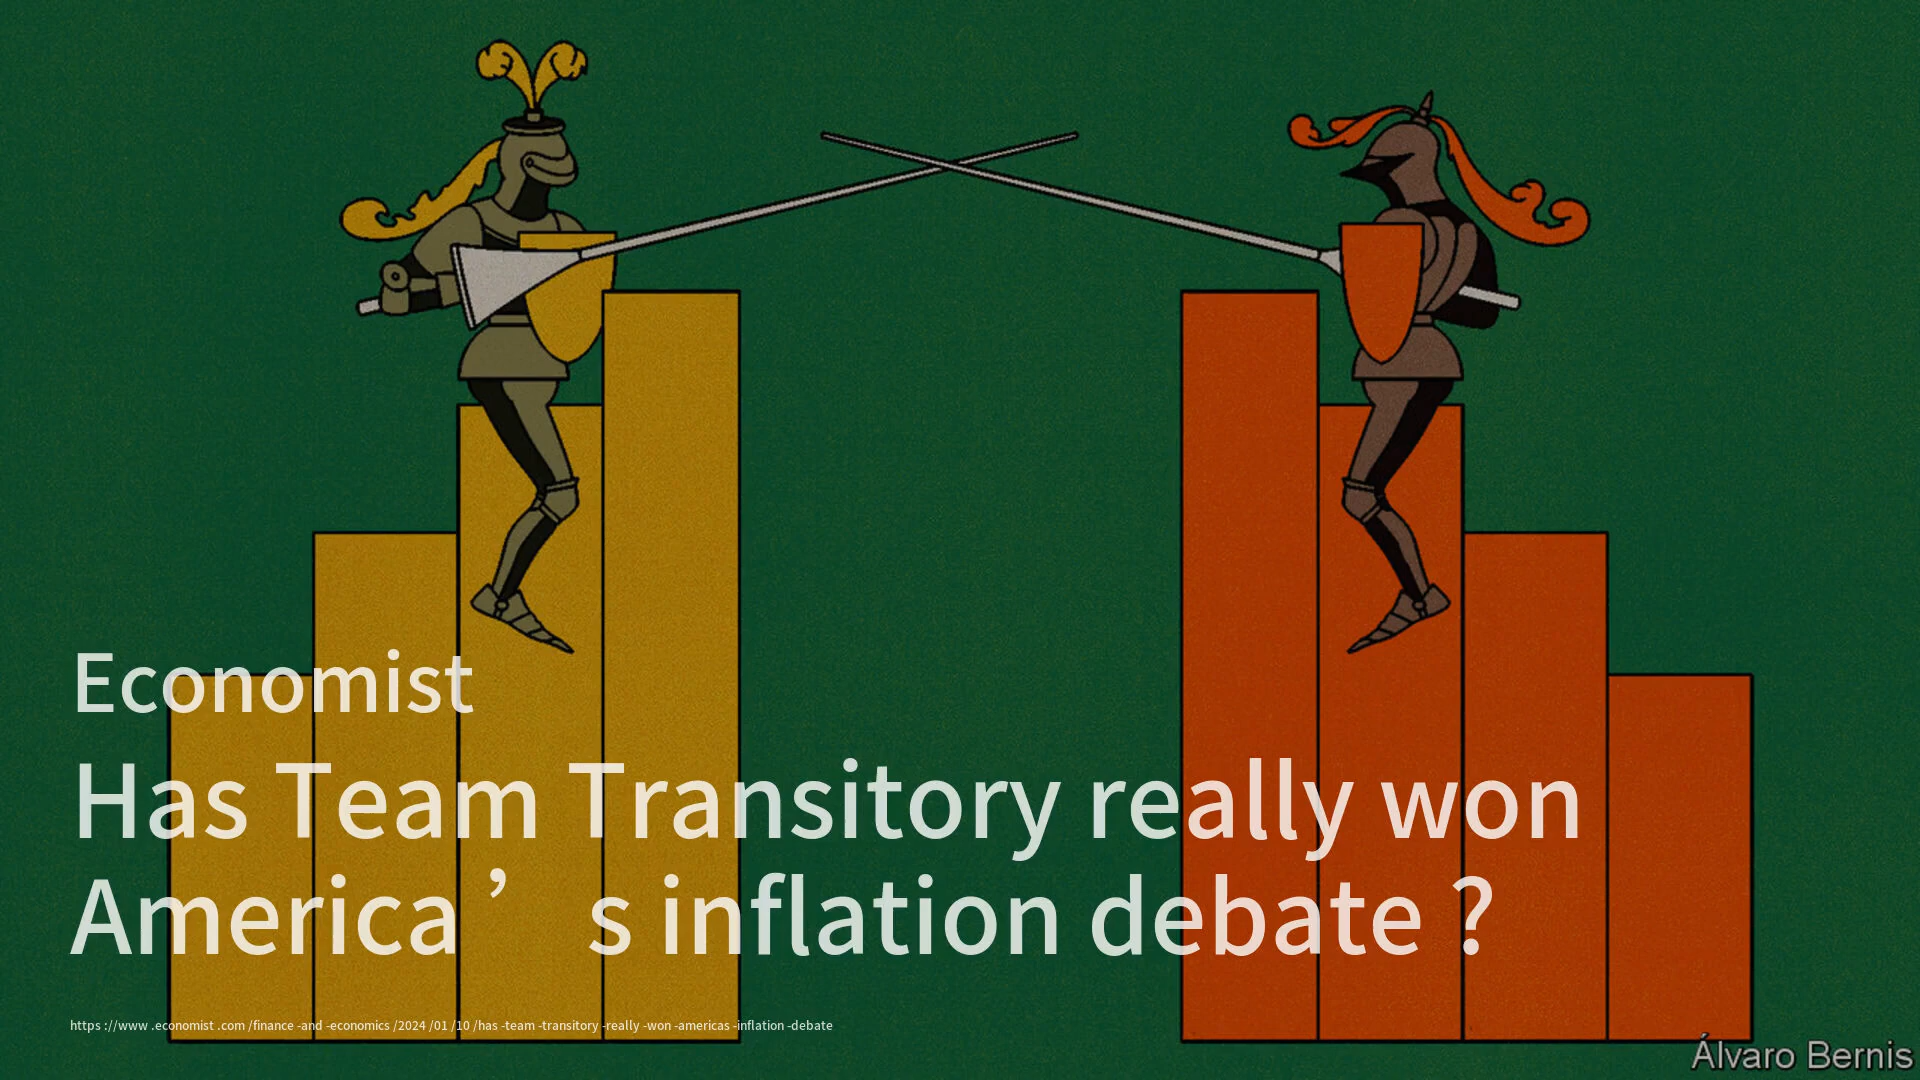 Economist
Has Team Transitory really won
America’s inflation debate ?
https ://www .economist .com /finance -and -economics /2024 /01 /10 /has -team -transitory -really -won -americas -inflation -debate
Álvaro Bernis